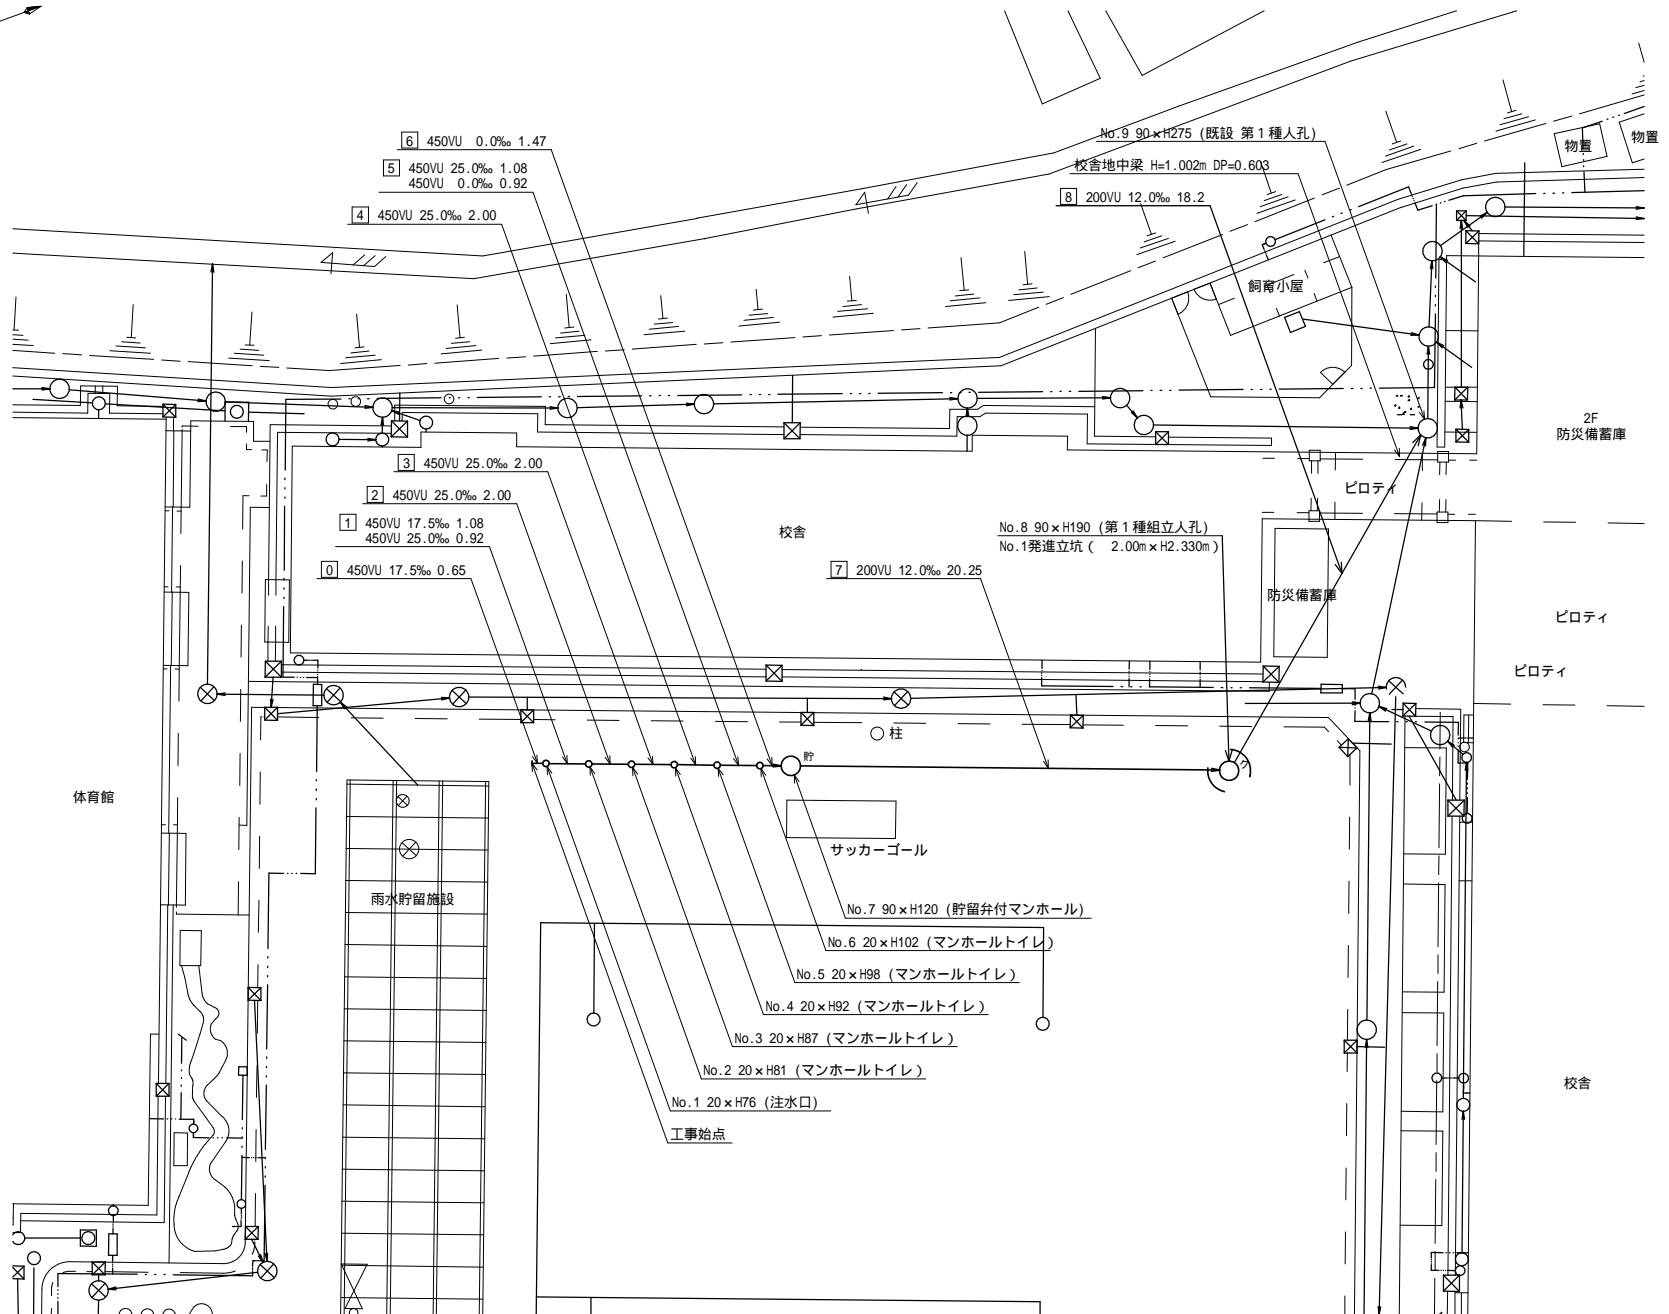 6 450VU 0.0‰ 1.47
5 450VU 25.0‰ 1.08
450VU 0.0‰ 0.92
4 450VU 25.0‰ 2.00
No.9 90×H275 (既設 第1種人孔)
校舎地中梁 H=1.002m DP=0.603
8 200VU 12.0‰ 18.2
物置
物置
飼育小屋
2F
防災備蓄庫
ピロティ
3 450VU 25.0‰ 2.00
2 450VU 25.0‰ 2.00
1 450VU 17.5‰ 1.08
450VU 25.0‰ 0.92
0 450VU 17.5‰ 0.65
校舎
No.8 90×H190 (第1種組立人孔)
No.1発進立坑 ( 2.00m×H2.330m)
7 200VU 12.0‰ 20.25
防災備蓄庫
ピロティ
ピロティ
柱
貯
体育館
サッカーゴール
雨水貯留施設
No.7 90×H120 (貯留弁付マンホール)
No.6 20×H102 (マンホールトイレ)
No.5 20×H98 (マンホールトイレ)
No.4 20×H92 (マンホールトイレ)
No.3 20×H87 (マンホールトイレ)
No.2 20×H81 (マンホールトイレ)
No.1 20×H76 (注水口)
工事始点
校舎